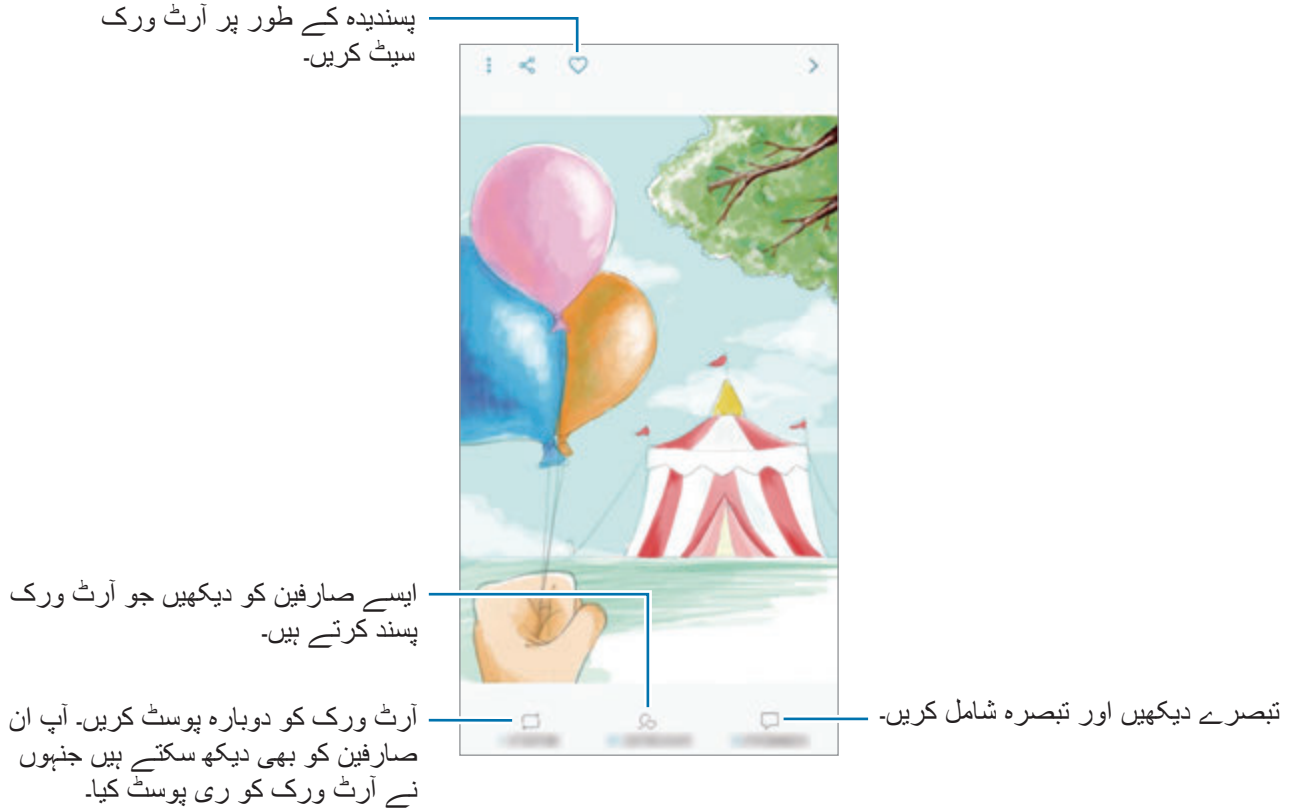 پسندیدہ کے طور پر آرٹ ورک
سیٹ کریں۔
ایسے صارفین کو دیکھیں جو آرٹ ورک
پسند کرتے ہیں۔
آرٹ ورک کو دوبارہ پوسٹ کریں۔ آپ ان
صارفین کو بھی دیکھ سکتے ہیں جنہوں
نے آرٹ ورک کو ری پوسٹ کیا۔
تبصرے دیکھیں اور تبصرہ شامل کریں۔